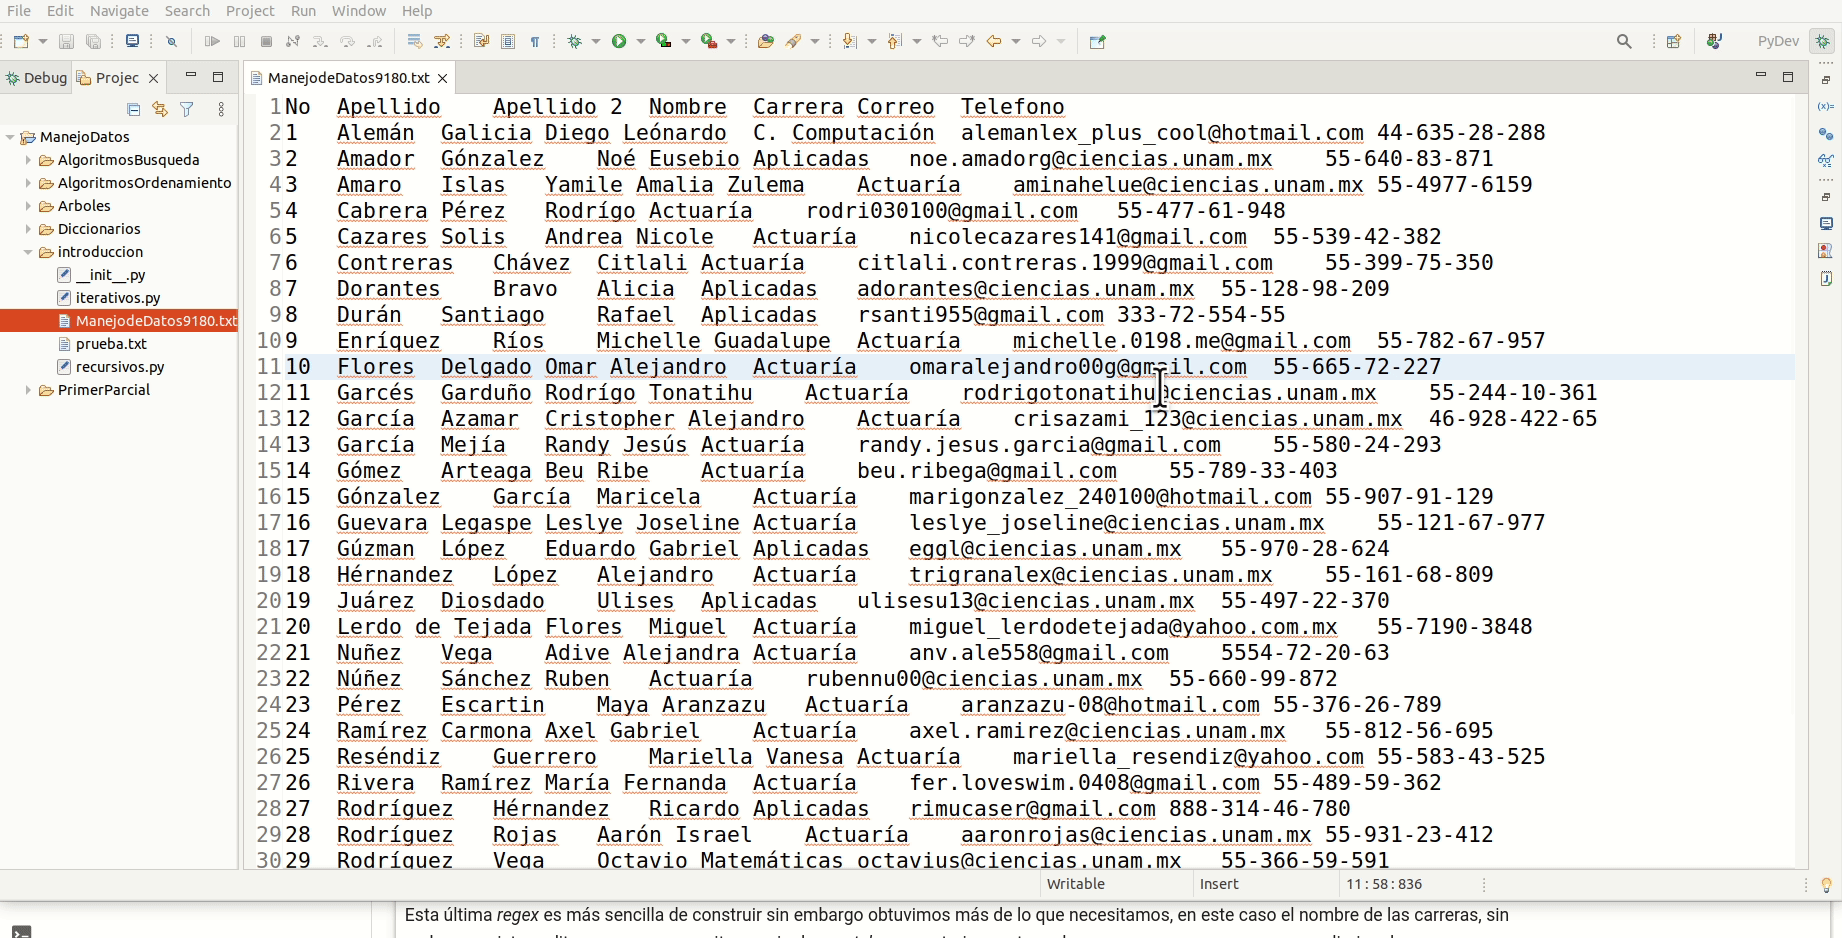 File Edit Navigate Search Project Run Window Help
PyDev
Debug Projec
ManejodeDatos9180.txt
ManejoDatos
AlgoritmosBusqueda
AlgoritmosOrdenamiento
Arboles
Diccionarios
introduccion
__init__.py
iterativos.py
ManejodeDatos9180.txt
prueba.txt
recursivos.py
PrimerParcial
1 No Apellido Apellido 2 Nombre Carrera Correo Telefono
2 1 Alemán Galicia Diego Leónardo C. Computación alemanlex_plus_cool@hotmail.com 44-635-28-288
3 2 Amador Gónzalez Noé Eusebio Aplicadas noe.amadorg@ciencias.unam.mx 55-640-83-871
4 3 Amaro Islas Yamile Amalia Zulema Actuaría aminahelue@ciencias.unam.mx 55-4977-6159
5 4 Cabrera Pérez Rodrígo Actuaría rodri030100@gmail.com 55-477-61-948
6 5 Cazares Solis Andrea Nicole Actuaría nicolecazares141@gmail.com 55-539-42-382
7 6 Contreras Chávez Citlali Actuaría citlali.contreras.1999@gmail.com 55-399-75-350
8 7 Dorantes Bravo Alicia Aplicadas adorantes@ciencias.unam.mx 55-128-98-209
9 8 Durán Santiago Rafael Aplicadas rsanti955@gmail.com 333-72-554-55
10 9 Enríquez Ríos Michelle Guadalupe Actuaría michelle.0198.me@gmail.com 55-782-67-957
11 10 Flores Delgado Omar Alejandro Actuaría omaralejandro00g@gmail.com 55-665-72-227
12 11 Garcés Garduño Rodrígo Tonatihu Actuaría rodrigotonatihu@ciencias.unam.mx 55-244-10-361
13 12 García Azamar Cristopher Alejandro Actuaría crisazami_123@ciencias.unam.mx 46-928-422-65
14 13 García Mejía Randy Jesús Actuaría randy.jesus.garcia@gmail.com 55-580-24-293
15 14 Gómez Arteaga Beu Ribe Actuaría beu.ribega@gmail.com 55-789-33-403
16 15 Gónzalez García Maricela Actuaría marigonzalez_240100@hotmail.com 55-907-91-129
17 16 Guevara Legaspe Leslye Joseline Actuaría leslye_joseline@ciencias.unam.mx 55-121-67-977
18 17 Gúzman López Eduardo Gabriel Aplicadas eggl@ciencias.unam.mx 55-970-28-624
19 18 Hérnandez López Alejandro Actuaría trigranalex@ciencias.unam.mx 55-161-68-809
20 19 Juárez Diosdado Ulises Aplicadas ulisesu13@ciencias.unam.mx 55-497-22-370
21 20 Lerdo de Tejada Flores Miguel Actuaría miguel_lerdodetejada@yahoo.com.mx 55-7190-3848
22 21 Nuñez Vega Adive Alejandra Actuaría anv.ale558@gmail.com 5554-72-20-63
23 22 Núñez Sánchez Ruben Actuaría rubennu00@ciencias.unam.mx 55-660-99-872
24 23 Pérez Escartin Maya Aranzazu Actuaría aranzazu-08@hotmail.com 55-376-26-789
25 24 Ramírez Carmona Axel Gabriel Actuaría axel.ramirez@ciencias.unam.mx 55-812-56-695
26 25 Reséndiz Guerrero Mariella Vanesa Actuaría mariella_resendiz@yahoo.com 55-583-43-525
27 26 Rivera Ramírez María Fernanda Actuaría fer.loveswim.0408@gmail.com 55-489-59-362
28 27 Rodríguez Hérnandez Ricardo Aplicadas rimucaser@gmail.com 888-314-46-780
29 28 Rodríguez Rojas Aarón Israel Actuaría aaronrojas@ciencias.unam.mx 55-931-23-412
30 29 Rodríguez Vega Octavio Matemáticas octavius@ciencias.unam.mx 55-366-59-591
Writable Insert 11:58:836
Esta última regex es más sencilla de construir sin embargo obtuvimos más de lo que necesitamos, en este caso el nombre de las carreras, sin